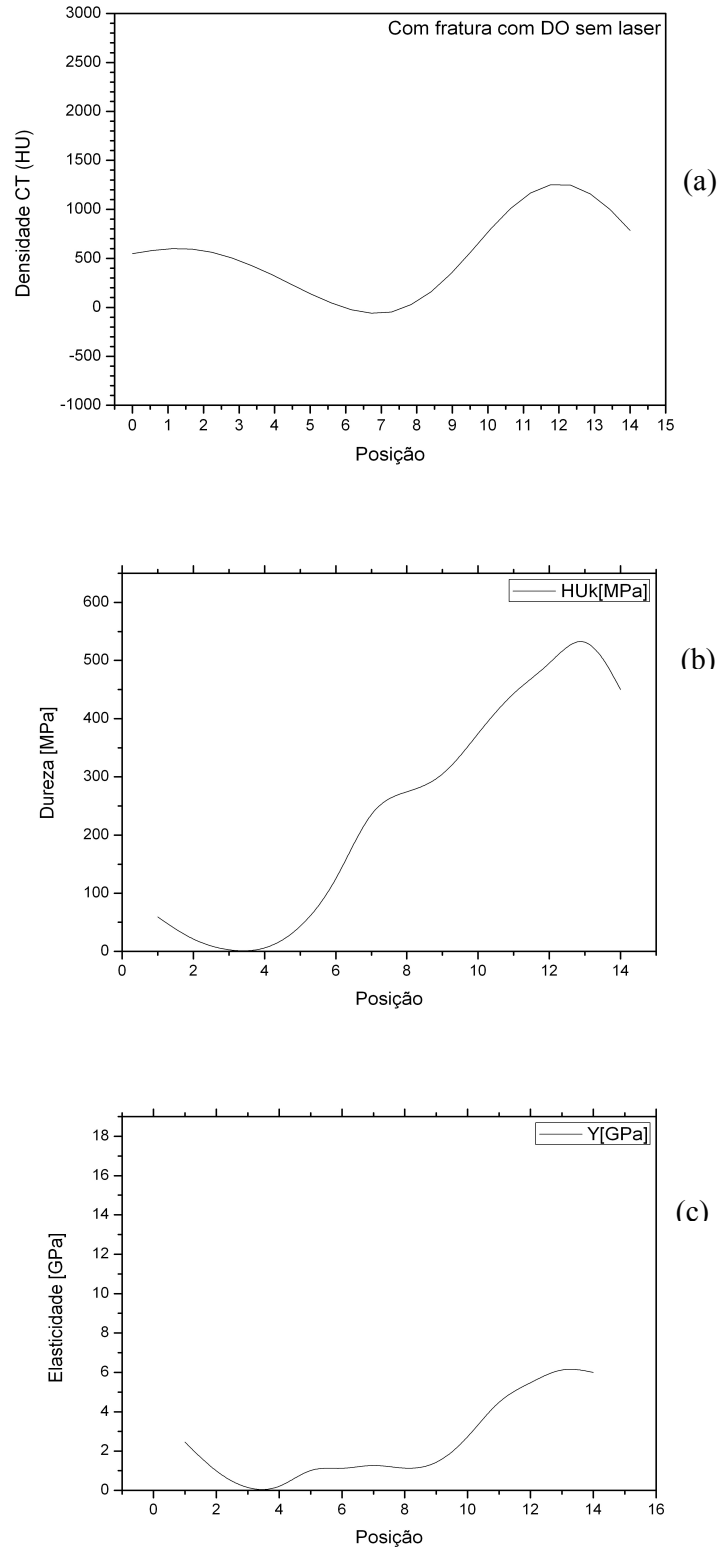 Com fratura com DO sem laser
3000
2500
2000
1500
1000
500
0
-500
-1000
Densidade CT (HU)
0 1 2 3 4 5 6 7 8 9 10 11 12 13 14 15
Posição
(a)
HUk[MPa]
600
500
400
300
200
100
0
Dureza [MPa]
0 2 4 6 8 10 12 14
Posição
(b)
Y[GPa]
18
16
14
12
10
8
6
4
2
0
Elasticidade [GPa]
0 2 4 6 8 10 12 14 16
Posição
(c)